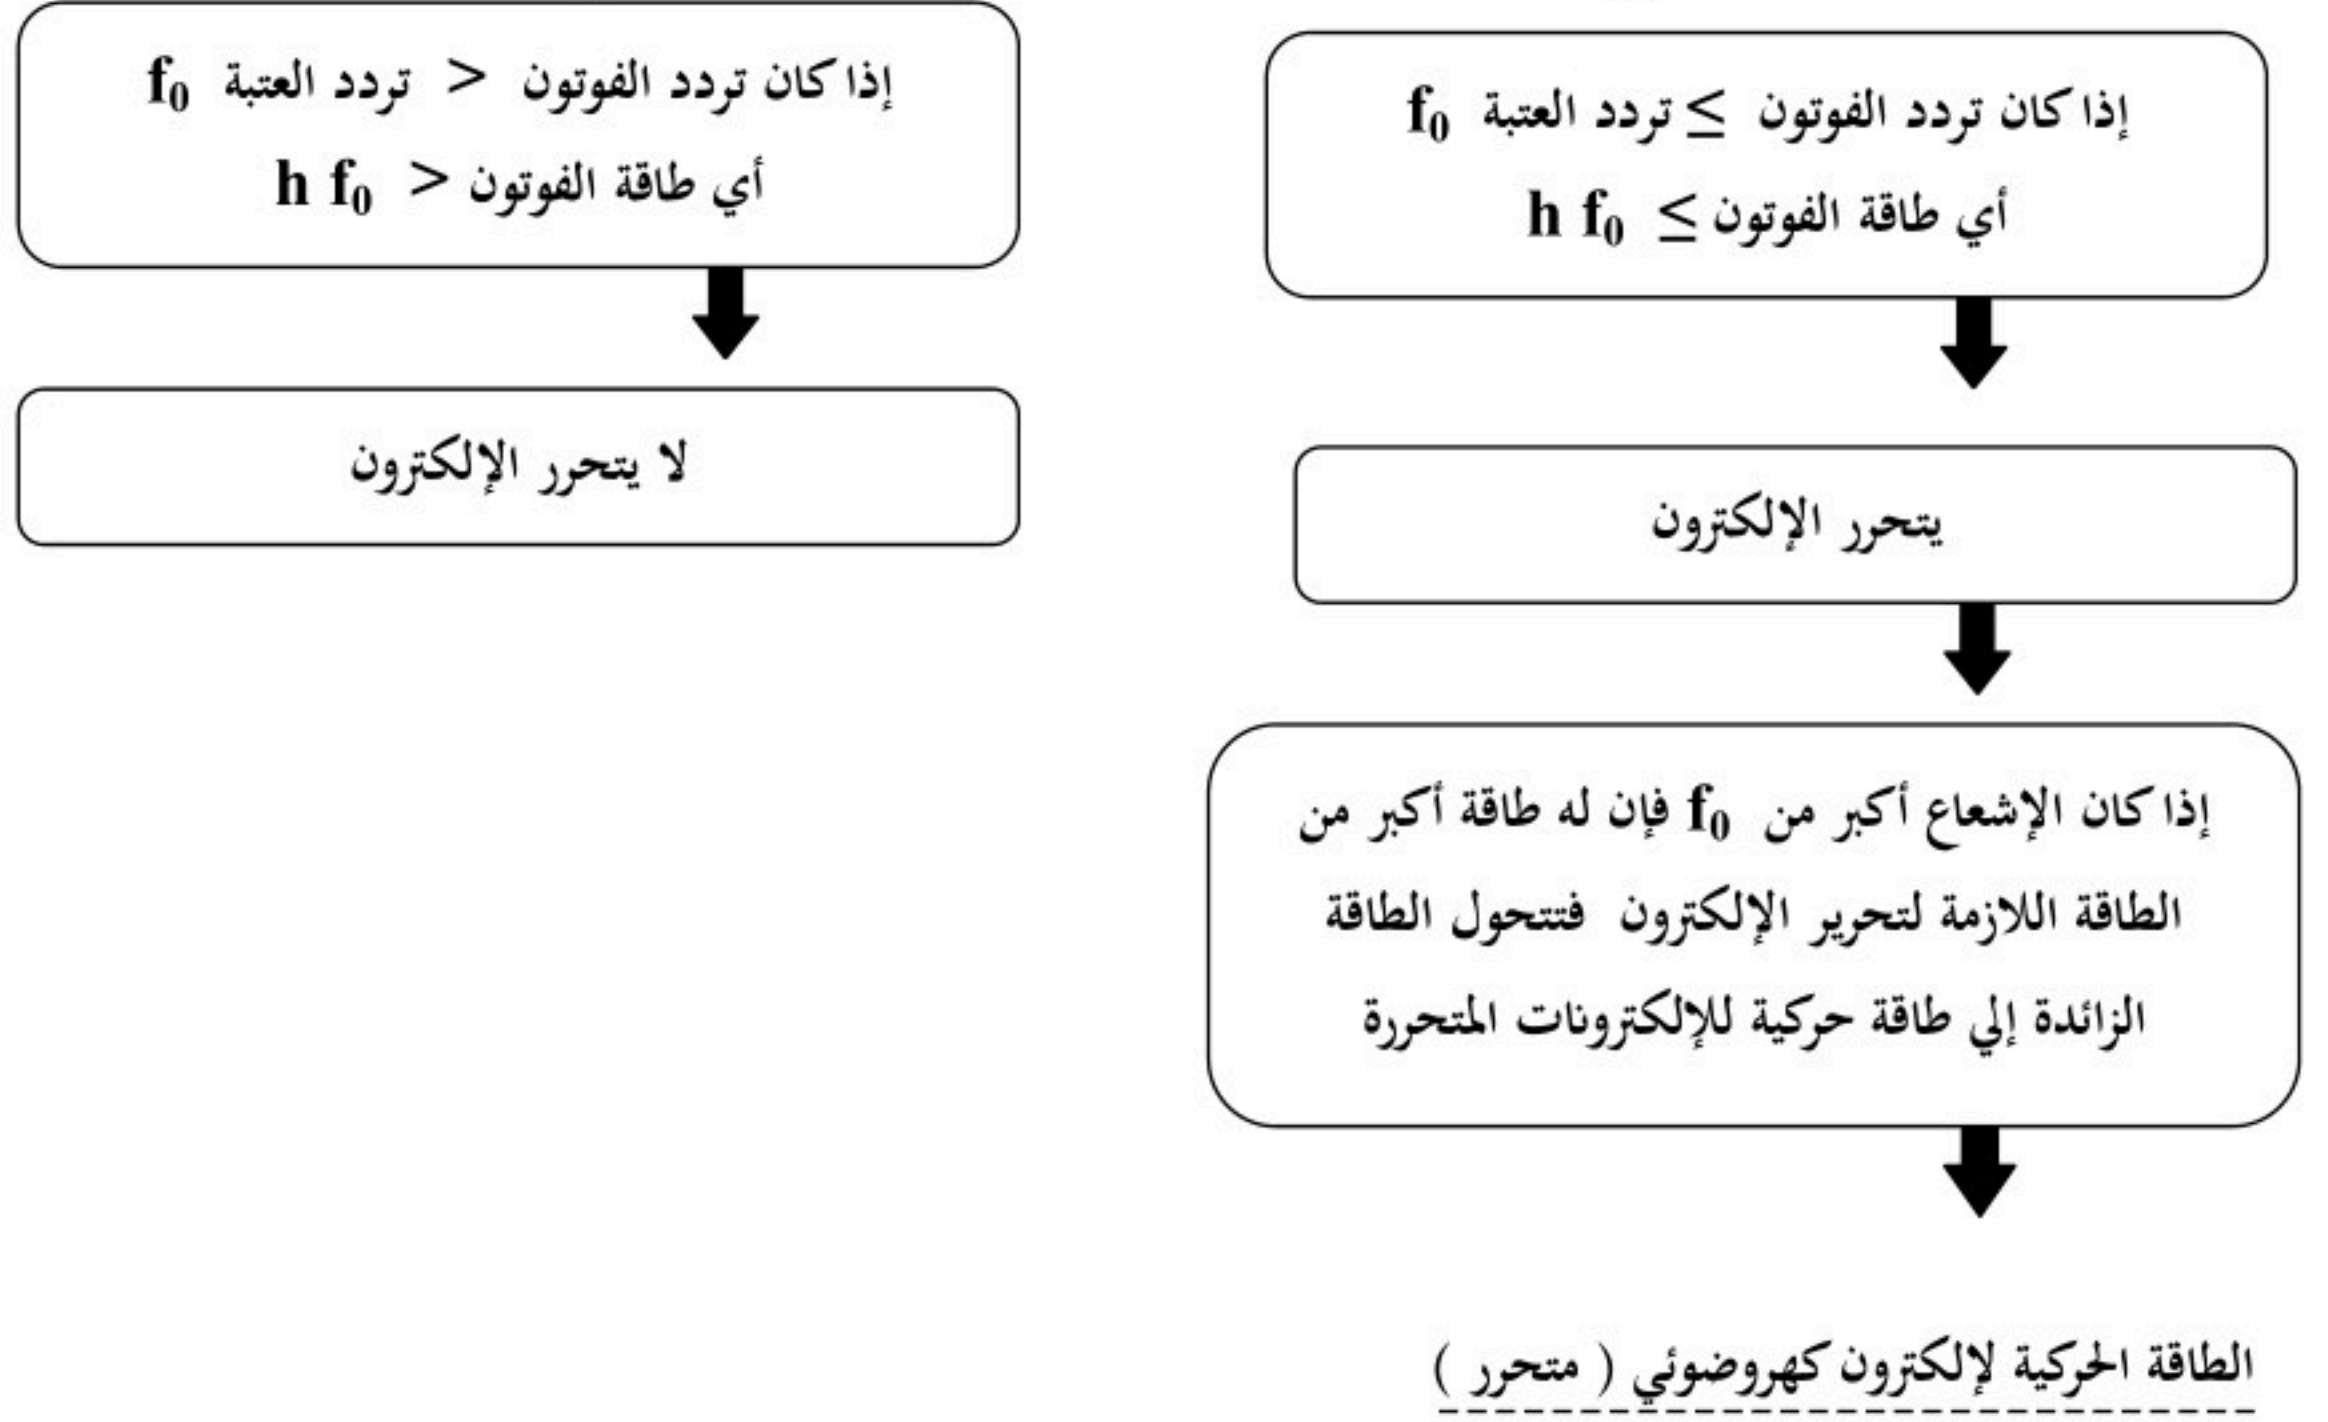 إذا كان تردد الفوتون ≥ تردد العتبة f₀
أي طاقة الفوتون ≥ h f₀
يتحرر الإلكترون
إذا كان الإشعاع أكبر من f₀ فإن له طاقة أكبر من
الطاقة اللازمة لتحرير الإلكترون فتتحول الطاقة
الزائدة إلي طاقة حركية للإلكترونات المتحررة
إذا كان تردد الفوتون < تردد العتبة f₀
أي طاقة الفوتون < h f₀
لا يتحرر الإلكترون
الطاقة الحركية لإلكترون كهروضوئي ( متحرر )